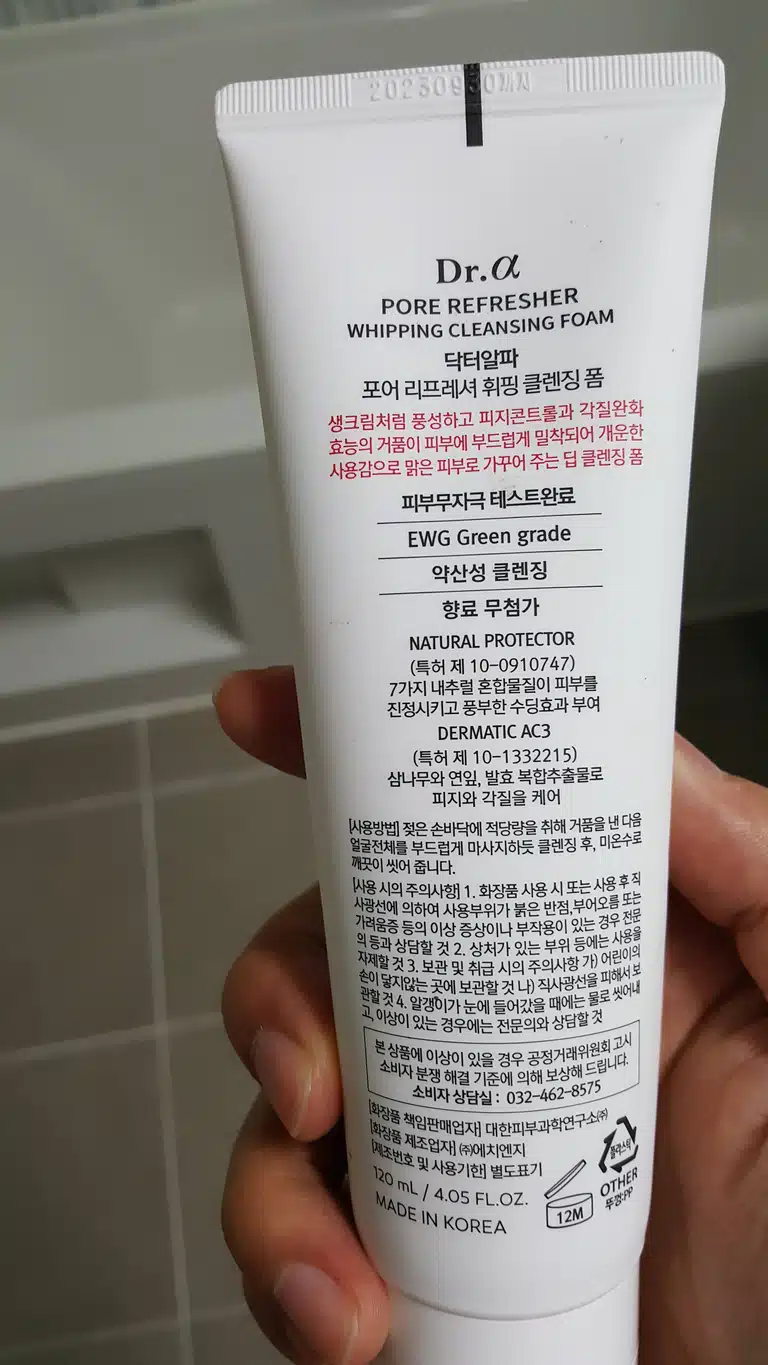 20230930까지
Dr.α
PORE REFRESHER
WHIPPING CLEANSING FOAM
닥터알파
포어 리프레셔 휘핑 클렌징 폼
생크림처럼 풍성하고 피지콘트롤과 각질완화
효능의 거품이 피부에 부드럽게 밀착되어 개운한
사용감으로 맑은 피부로 가꾸어 주는 딥 클렌징 폼
피부무자극 테스트완료
EWG Green grade
약산성 클렌징
향료 무첨가
NATURAL PROTECTOR
(특허 제 10-0910747)
7가지 내추럴 혼합물질이 피부를
진정시키고 풍부한 수딩효과 부여
DERMATIC AC3
(특허 제 10-1332215)
삼나무와 연잎, 발효 복합추출물로
피지와 각질을 케어
[사용방법] 젖은 손바닥에 적당량을 취해 거품을 낸 다음
얼굴전체를 부드럽게 마사지하듯 클렌징 후, 미온수로
깨끗이 씻어 줍니다.
[사용 시의 주의사항] 1. 화장품 사용 시 또는 사용 후 직
사광선에 의하여 사용부위가 붉은 반점,부어오름 또는
가려움증 등의 이상 증상이나 부작용이 있는 경우 전문
의 등과 상담할 것 2. 상처가 있는 부위 등에는 사용을
자제할 것 3. 보관 및 취급 시의 주의사항 가) 어린이의
손이 닿지않는 곳에 보관할 것 나) 직사광선을 피해서 보
관할 것 4. 알갱이가 눈에 들어갔을 때에는 물로 씻어내
고, 이상이 있는 경우에는 전문의와 상담할 것
본 상품에 이상이 있을 경우 공정거래위원회 고시
소비자 분쟁 해결 기준에 의해 보상해 드립니다.
소비자 상담실 : 032-462-8575
[화장품 책임판매업자] 대한피부과학연구소㈜
[화장품 제조업자] ㈜에치엔지
[제조번호 및 사용기한] 별도표기
120 mL / 4.05 FL.OZ.
MADE IN KOREA
12M
플라스틱
OTHER
뚜껑:PP